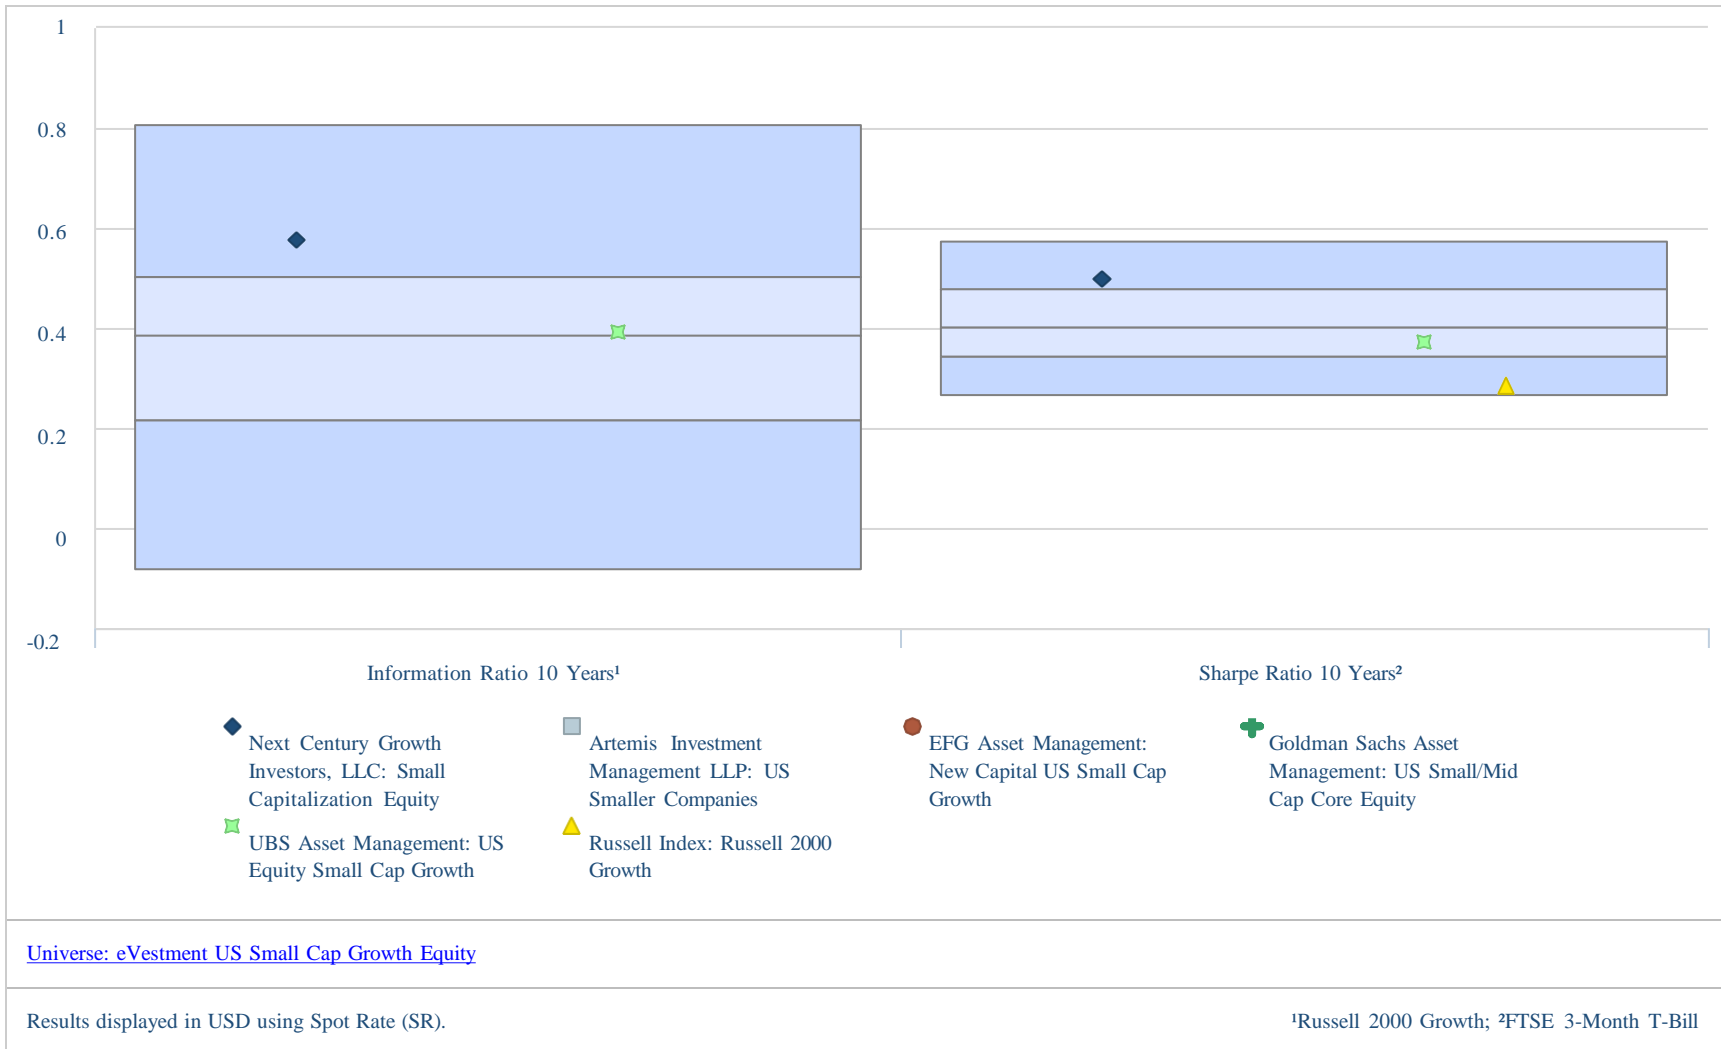 1
0.8
0.6
0.4
0.2
0
-0.2
Information Ratio 10 Years¹
Sharpe Ratio 10 Years²
Next Century Growth
Investors, LLC: Small
Capitalization Equity
Artemis Investment
Management LLP: US
Smaller Companies
EFG Asset Management:
New Capital US Small Cap
Growth
Goldman Sachs Asset
Management: US Small/Mid
Cap Core Equity
UBS Asset Management: US
Equity Small Cap Growth
Russell Index: Russell 2000
Growth
Universe: eVestment US Small Cap Growth Equity
Results displayed in USD using Spot Rate (SR).
¹Russell 2000 Growth; ²FTSE 3-Month T-Bill